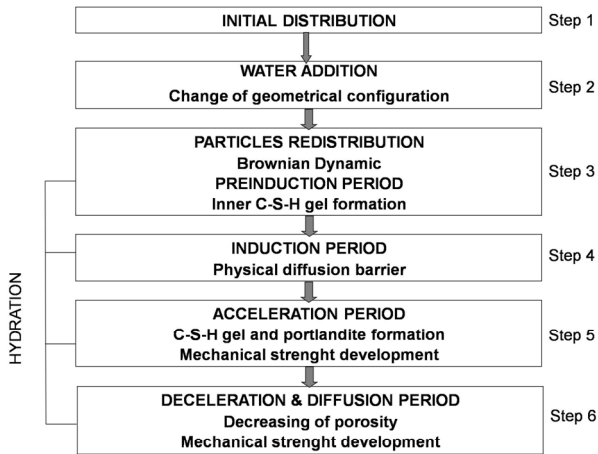 INITIAL DISTRIBUTION
Step 1
WATER ADDITION
Change of geometrical configuration
Step 2
PARTICLES REDISTRIBUTION
Brownian Dynamic
PREINDUCTION PERIOD
Inner C-S-H gel formation
Step 3
INDUCTION PERIOD
Physical diffusion barrier
Step 4
ACCELERATION PERIOD
C-S-H gel and portlandite formation
Mechanical strenght development
Step 5
DECELERATION & DIFFUSION PERIOD
Decreasing of porosity
Mechanical strenght development
Step 6
HYDRATION